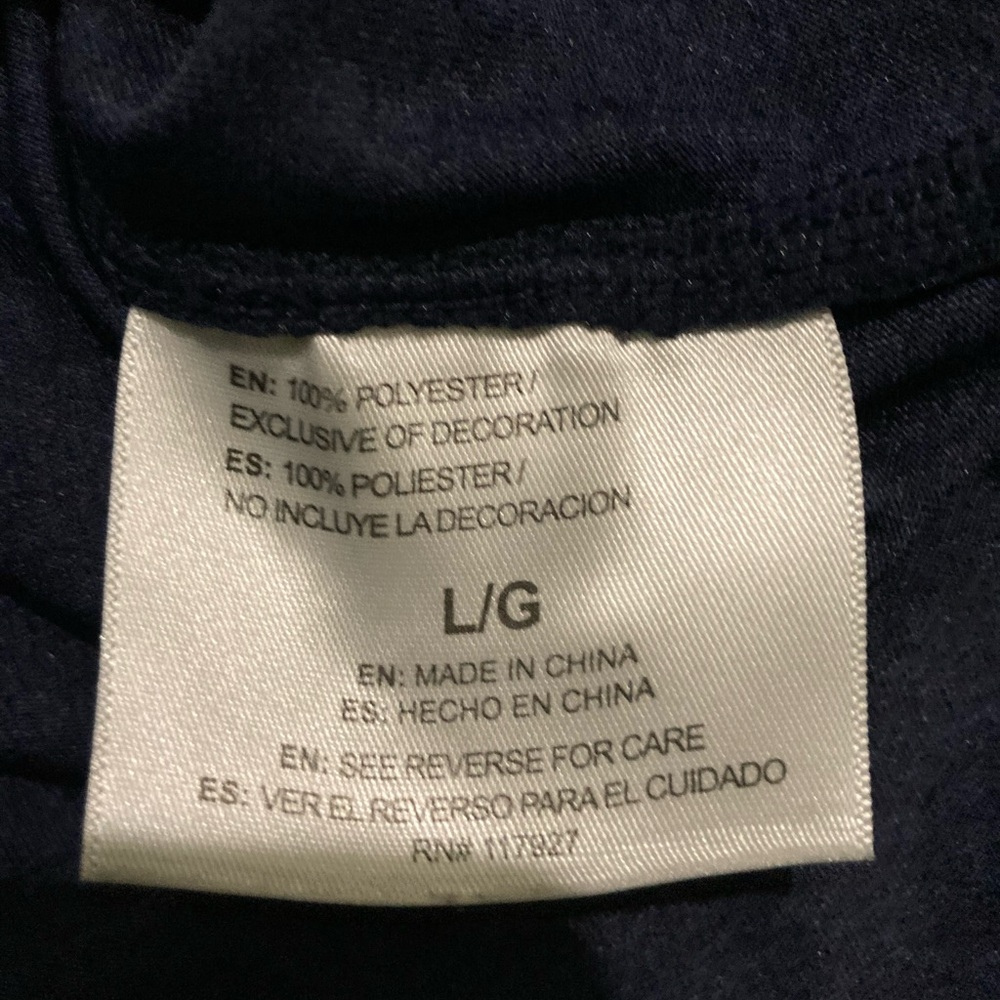 EN: 100% POLYESTER/
EXCLUSIVE OF DECORATION
ES: 100% POLIESTER/
NO INCLUYE LA DECORACION
L/G
EN: MADE IN CHINA
ES: HECHO EN CHINA
EN: SEE REVERSE FOR CARE
ES: VER EL REVERSO PARA EL CUIDADO
RN# 117927